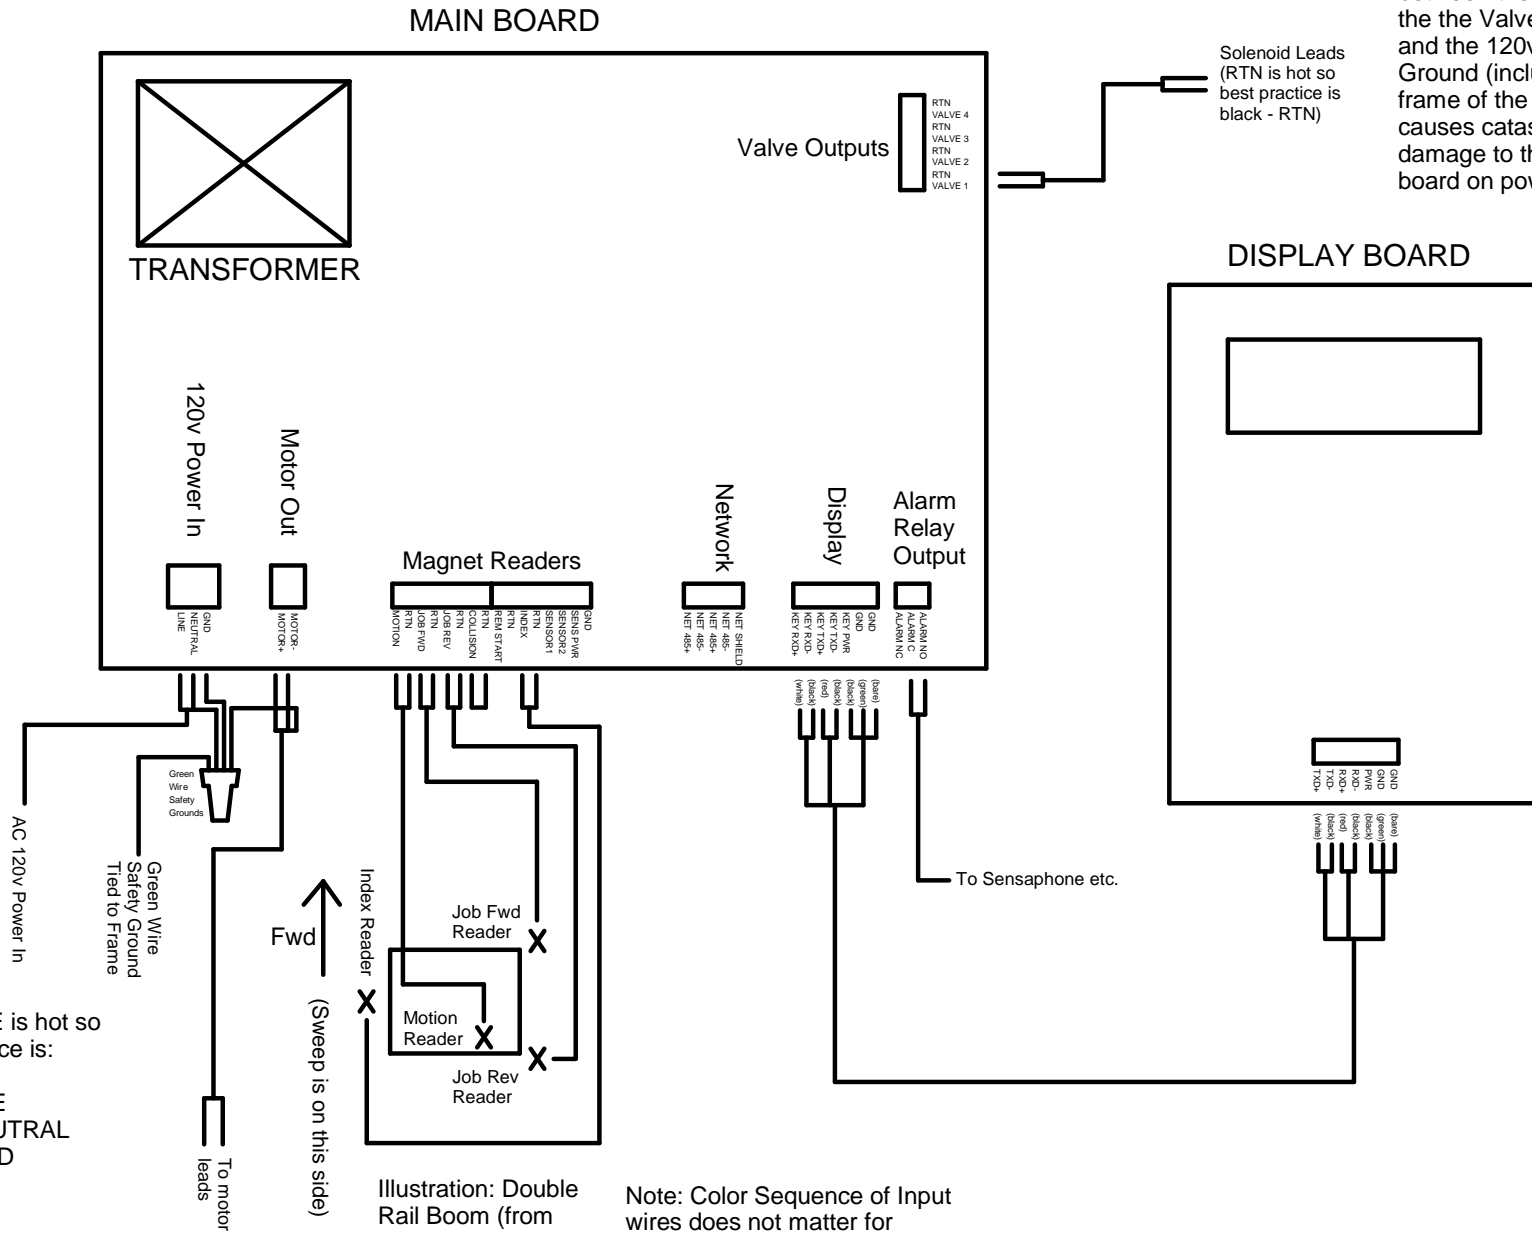 MAIN BOARD
the the Valve
and the 120v
Ground (incl
frame of the
causes catas
damage to th
board on pow
Solenoid Leads
(RTN is hot so
best practice is
black - RTN)
Valve Outputs
RTN
VALVE 4
RTN
VALVE 3
RTN
VALVE 2
RTN
VALVE 1
TRANSFORMER
DISPLAY BOARD
120v Power In
Motor Out
Magnet Readers
Network
Display
Alarm
Relay
Output
LINE
NEUTRAL
GND
MOTOR+
MOTOR-
MOTION
RTN
JOB FWD
RTN
JOB REV
RTN
COLLISION
RTN
REM START
RTN
INDEX
RTN
SENSOR1
SENSOR2
SENS PWR
GND
NET 485+
NET 485-
NET 485+
NET 485-
NET SHIELD
KEY RXD+
KEY RXD-
KEY TXD+
KEY TXD-
KEY PWR
GND
GND
ALARM NC
ALARM C
ALARM NO
(white)
(black)
(red)
(black)
(black)
(green)
(bare)
TXD+
TXD-
RXD+
RXD-
PWR
GND
GND
(white)
(black)
(red)
(black)
(black)
(green)
(bare)
Green
Wire
Safety
Grounds
AC 120v Power In
Green Wire
Safety Ground
Tied to Frame
To Sensaphone etc.
Fwd
(Sweep is on this side)
Index Reader
Job Fwd
Reader
Motion
Reader
Job Rev
Reader
E is hot so
ce is:
E
UTRAL
D
To motor
leads
Illustration: Double
Rail Boom (from
Note: Color Sequence of Input
wires does not matter for